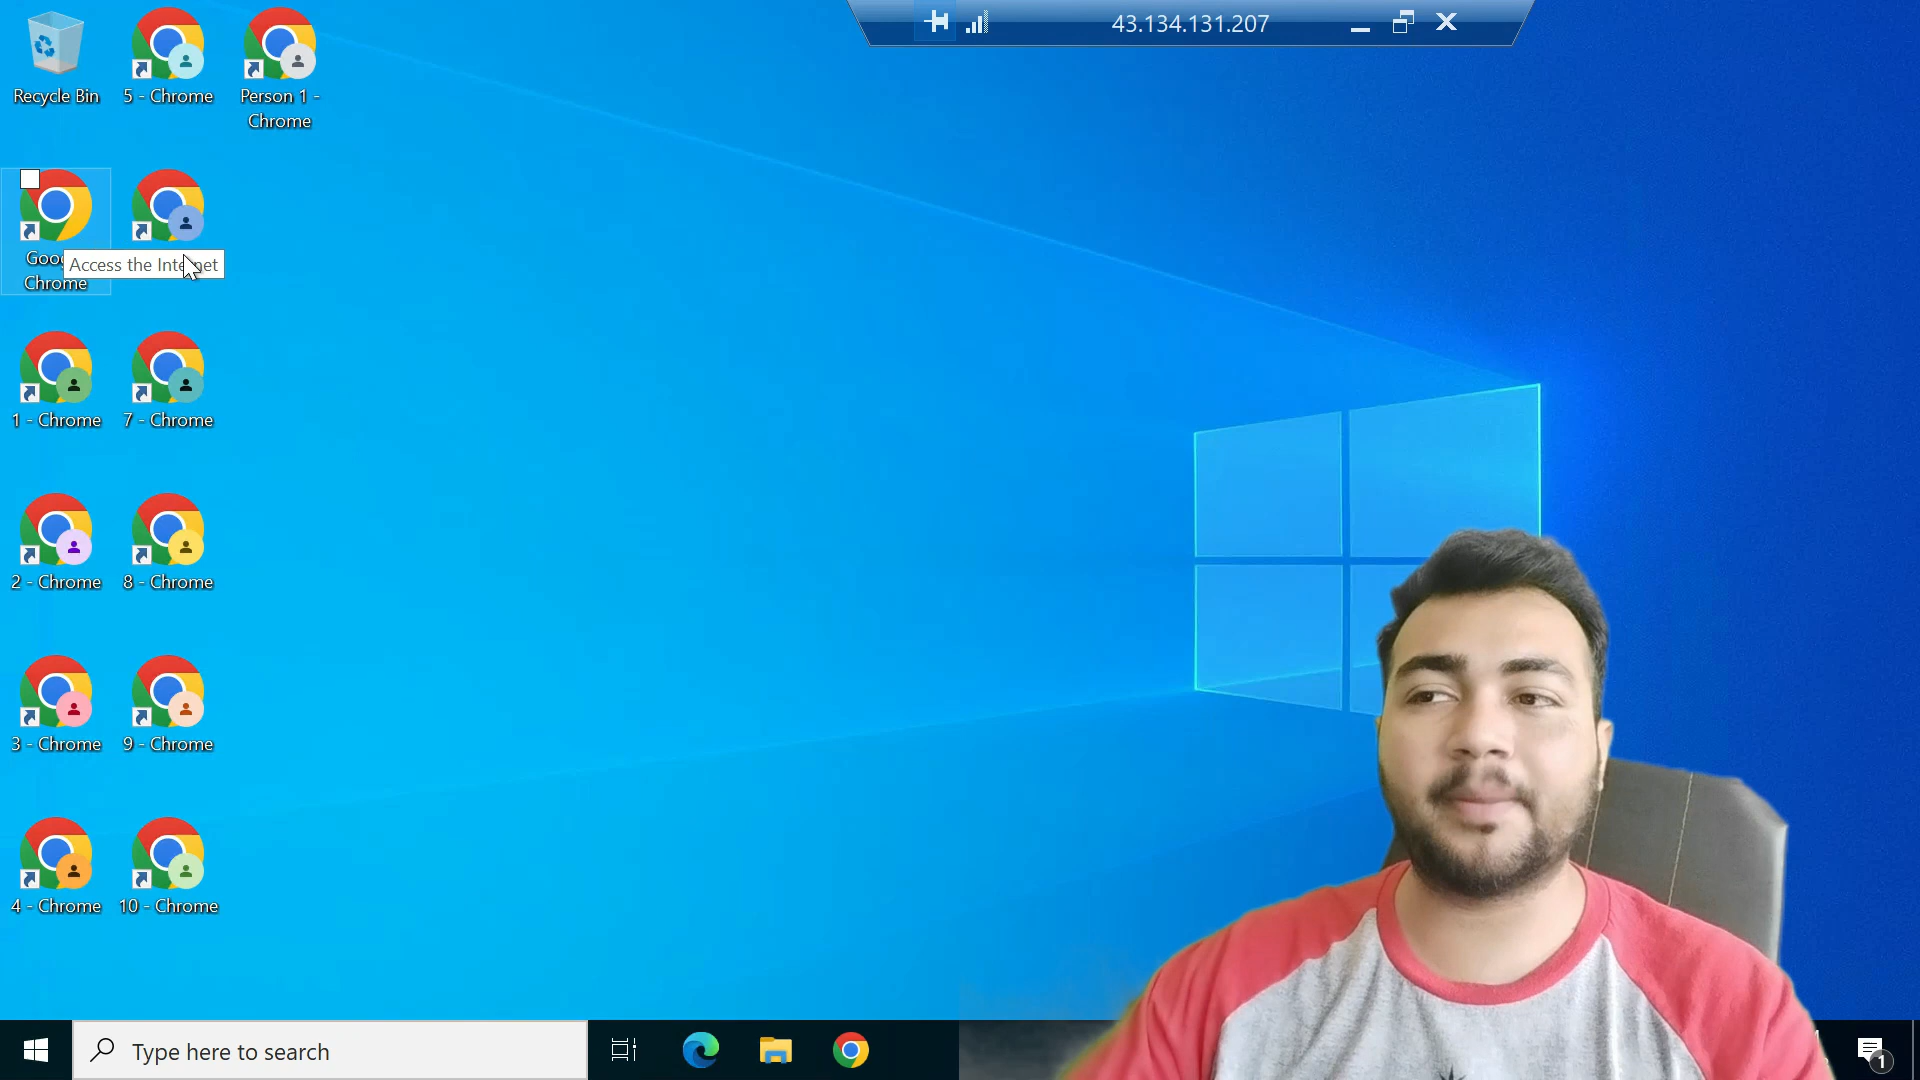 43.134.131.207
Recycle Bin
5 - Chrome
Person 1 -
Chrome
Goo
Chrome
Access the Internet
1 - Chrome
7 - Chrome
2 - Chrome
8 - Chrome
3 - Chrome
9 - Chrome
4 - Chrome
10 - Chrome
Type here to search
1